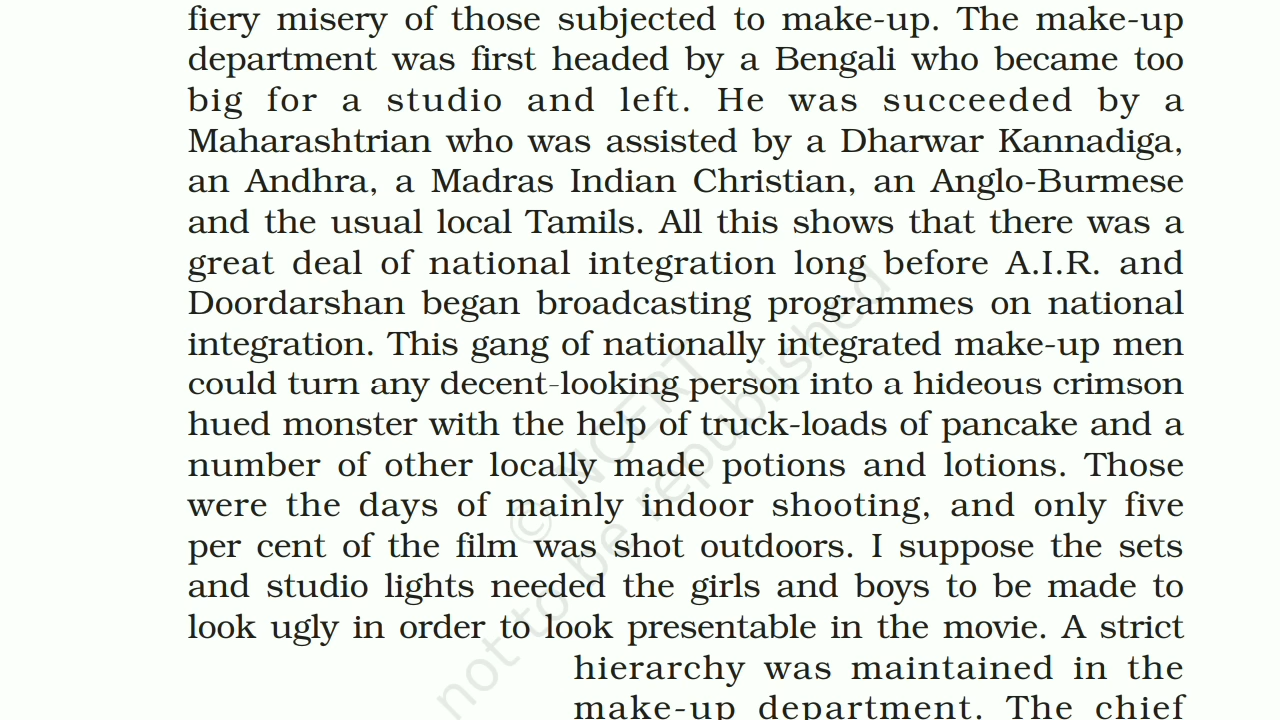 fiery misery of those subjected to make-up. The make-up
department was first headed by a Bengali who became too
big for a studio and left. He was succeeded by a
Maharashtrian who was assisted by a Dharwar Kannadiga,
an Andhra, a Madras Indian Christian, an Anglo-Burmese
and the usual local Tamils. All this shows that there was a
great deal of national integration long before A.I.R. and
Doordarshan began broadcasting programmes on national
integration. This gang of nationally integrated make-up men
could turn any decent-looking person into a hideous crimson
hued monster with the help of truck-loads of pancake and a
number of other locally made potions and lotions. Those
were the days of mainly indoor shooting, and only five
per cent of the film was shot outdoors. I suppose the sets
and studio lights needed the girls and boys to be made to
look ugly in order to look presentable in the movie. A strict
hierarchy was maintained in the
make-up department. The chief
© NCERT
not to be republished